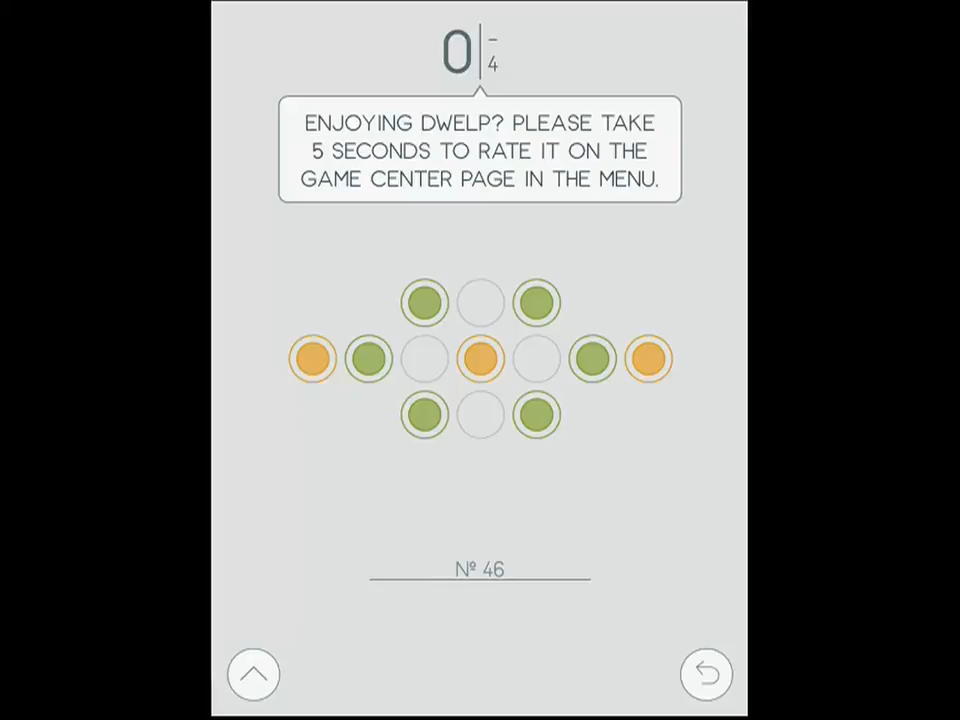 0
-
4
ENJOYING DWELP? PLEASE TAKE
5 SECONDS TO RATE IT ON THE
GAME CENTER PAGE IN THE MENU.
Nº 46